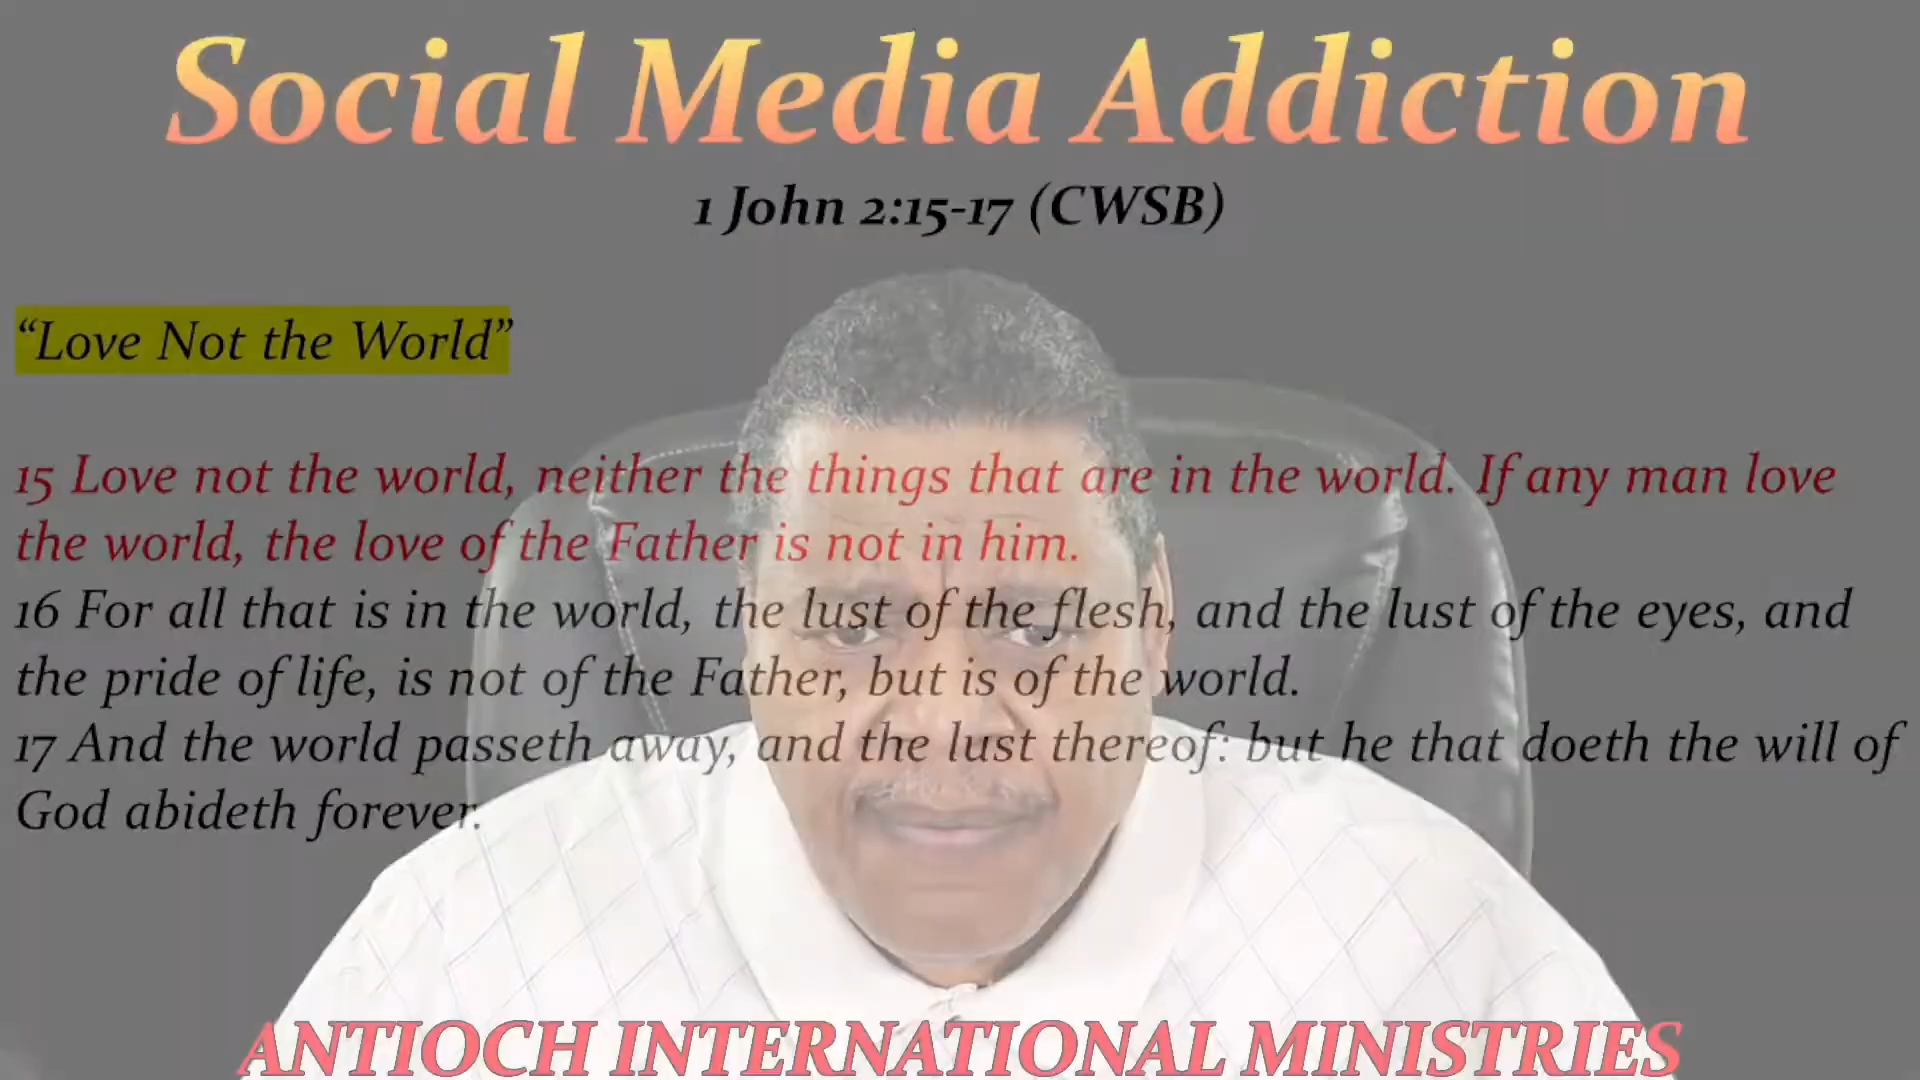 Social Media Addiction
1 John 2:15-17 (CWSB)
“Love Not the World”
15 Love not the world, neither the things that are in the world. If any man love
the world, the love of the Father is not in him.
16 For all that is in the world, the lust of the flesh, and the lust of the eyes, and
the pride of life, is not of the Father, but is of the world.
17 And the world passeth away, and the lust thereof: but he that doeth the will of
God abideth forever.
ANTIOCH INTERNATIONAL MINISTRIES